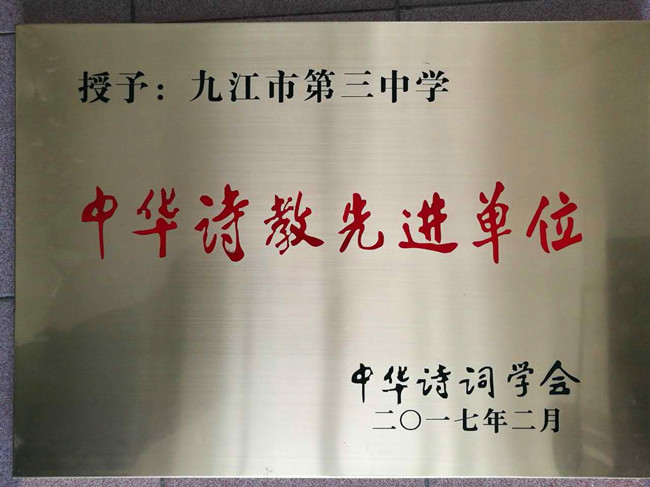 授予：九江市第三中学
中华诗教先进单位
中华诗词学会
二〇一七年二月